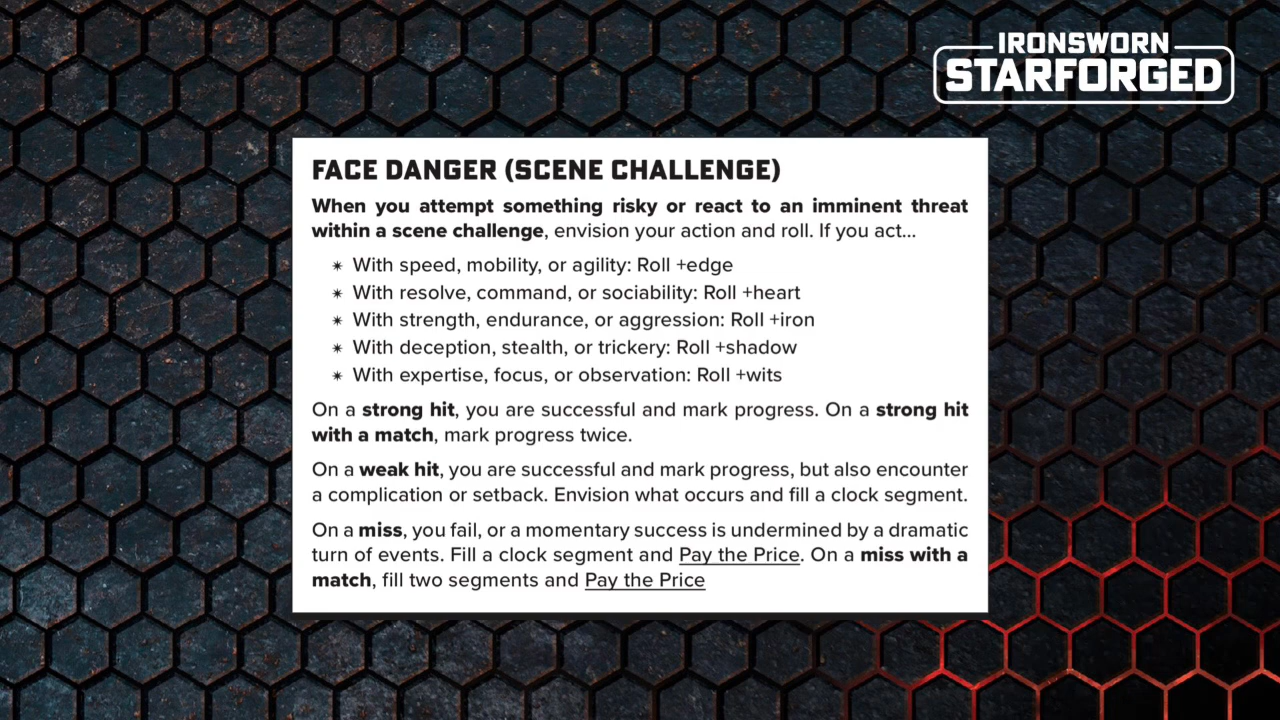 IRONSWORN
STARFORGED
FACE DANGER (SCENE CHALLENGE)
When you attempt something risky or react to an imminent threat
within a scene challenge, envision your action and roll. If you act...
✴ With speed, mobility, or agility: Roll +edge
✴ With resolve, command, or sociability: Roll +heart
✴ With strength, endurance, or aggression: Roll +iron
✴ With deception, stealth, or trickery: Roll +shadow
✴ With expertise, focus, or observation: Roll +wits
On a strong hit, you are successful and mark progress. On a strong hit
with a match, mark progress twice.
On a weak hit, you are successful and mark progress, but also encounter
a complication or setback. Envision what occurs and fill a clock segment.
On a miss, you fail, or a momentary success is undermined by a dramatic
turn of events. Fill a clock segment and Pay the Price. On a miss with a
match, fill two segments and Pay the Price